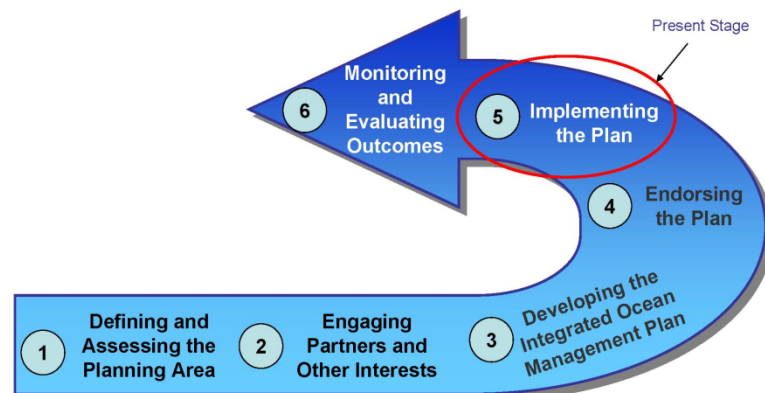 Present Stage
6
Monitoring
and
Evaluating
Outcomes
5
Implementing
the Plan
4
Endorsing
the Plan
1
Defining and
Assessing the
Planning Area
2
Engaging
Partners and
Other Interests
3
Developing the
Integrated Ocean
Management Plan